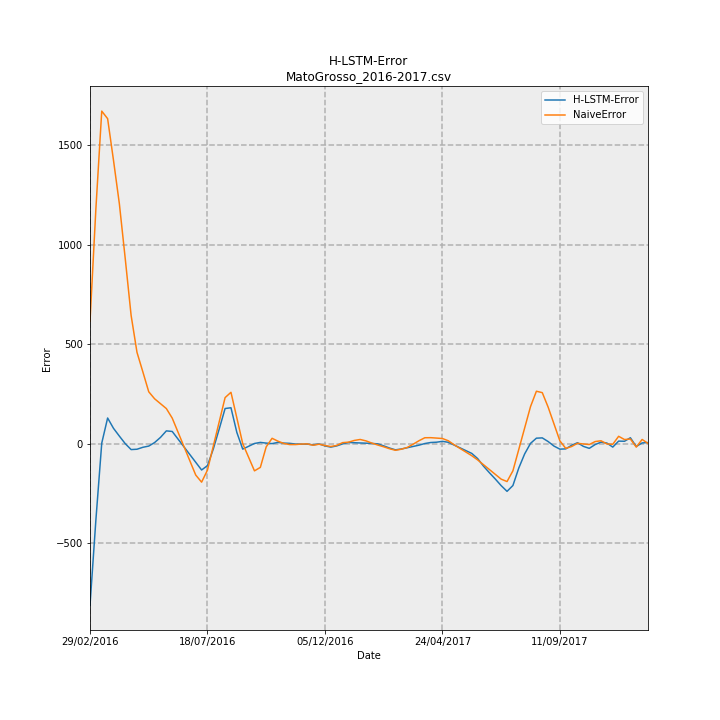 H-LSTM-Error
MatoGrosso_2016-2017.csv
H-LSTM-Error
NaiveError
1500
1000
500
0
−500
Error
29/02/2016
18/07/2016
05/12/2016
24/04/2017
11/09/2017
Date